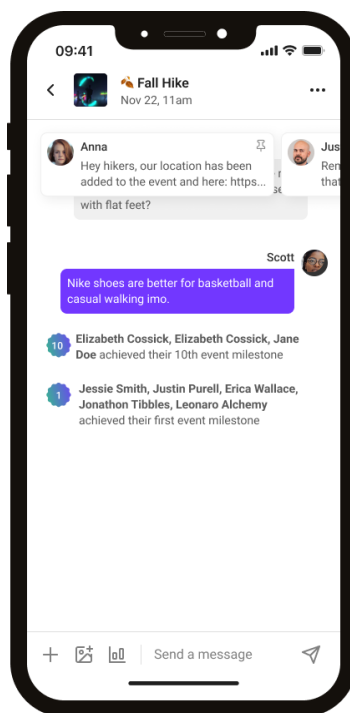 09:41
🍂 Fall Hike
Nov 22, 11am
Anna
Hey hikers, our location has been
added to the event and here: https...
Jus
Ren
that
with flat feet?
Scott
Nike shoes are better for basketball and
casual walking imo.
10
Elizabeth Cossick, Elizabeth Cossick, Jane
Doe achieved their 10th event milestone
1
Jessie Smith, Justin Purell, Erica Wallace,
Jonathon Tibbles, Leonaro Alchemy
achieved their first event milestone
Send a message